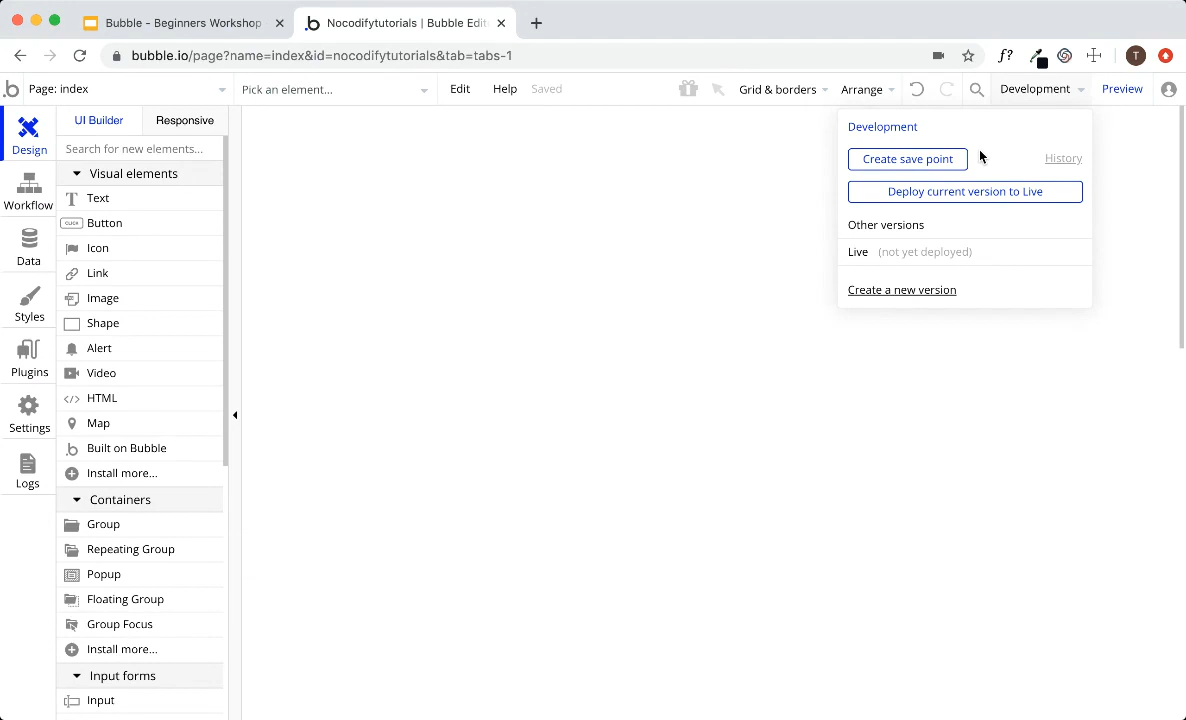 Bubble - Beginners Workshop
Nocodifytutorials | Bubble Edit
bubble.io/page?name=index&id=nocodifytutorials&tab=tabs-1
f?
T
Page: index
Pick an element...
Edit
Help
Saved
Grid & borders
Arrange
Development
Preview
Design
Workflow
Data
Styles
Plugins
Settings
Logs
UI Builder
Responsive
Search for new elements...
Visual elements
Text
CLICK Button
Icon
Link
Image
Shape
Alert
Video
</> HTML
Map
Built on Bubble
Install more...
Containers
Group
Repeating Group
Popup
Floating Group
Group Focus
Install more...
Input forms
Input
Development
Create save point
History
Deploy current version to Live
Other versions
Live (not yet deployed)
Create a new version